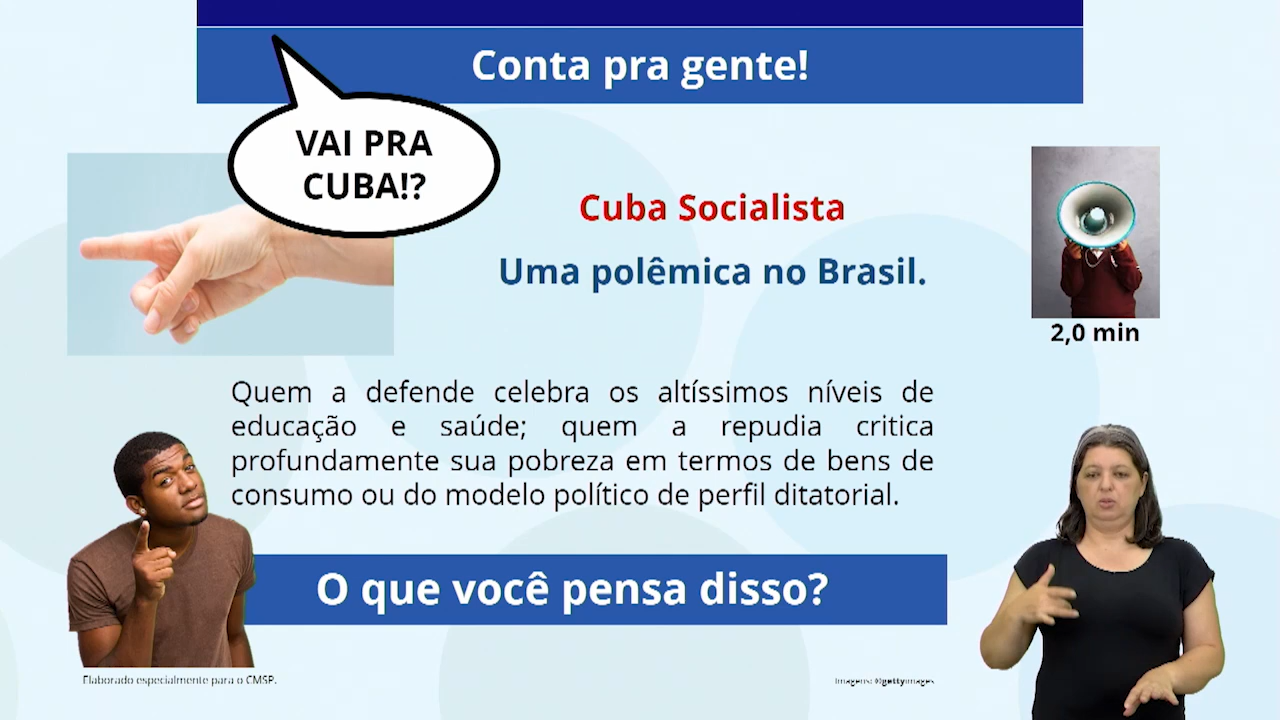 Conta pra gente!
VAI PRA
CUBA!?
Cuba Socialista
Uma polêmica no Brasil.
2,0 min
Quem a defende celebra os altíssimos níveis de
educação e saúde; quem a repudia critica
profundamente sua pobreza em termos de bens de
consumo ou do modelo político de perfil ditatorial.
O que você pensa disso?
Elaborado especialmente para o CMSP.
Imagens: ©gettyimages